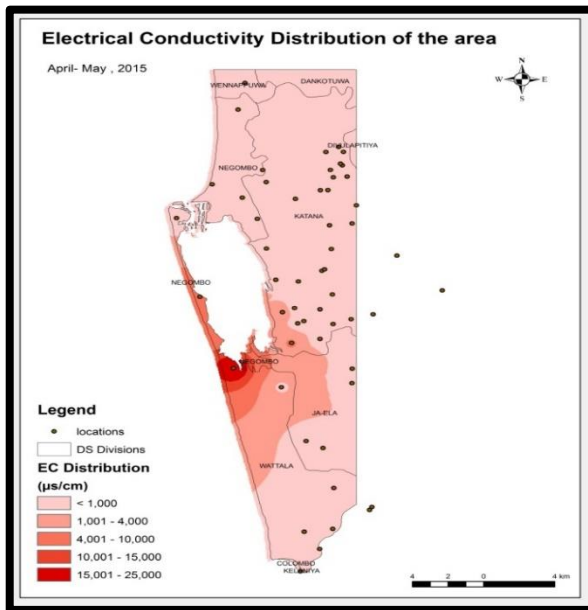 Electrical Conductivity Distribution of the area
April- May , 2015
N
W E
S
WENNAPPUWA
DANKOTUWA
DIVULAPITIYA
NEGOMBO
KATANA
NEGOMBO
NEGOMBO
JA-ELA
WATTALA
COLOMBO
KELANIYA
Legend
locations
DS Divisions
EC Distribution
(µs/cm)
< 1,000
1,001 - 4,000
4,001 - 10,000
10,001 - 15,000
15,001 - 25,000
4 2 0 4 km